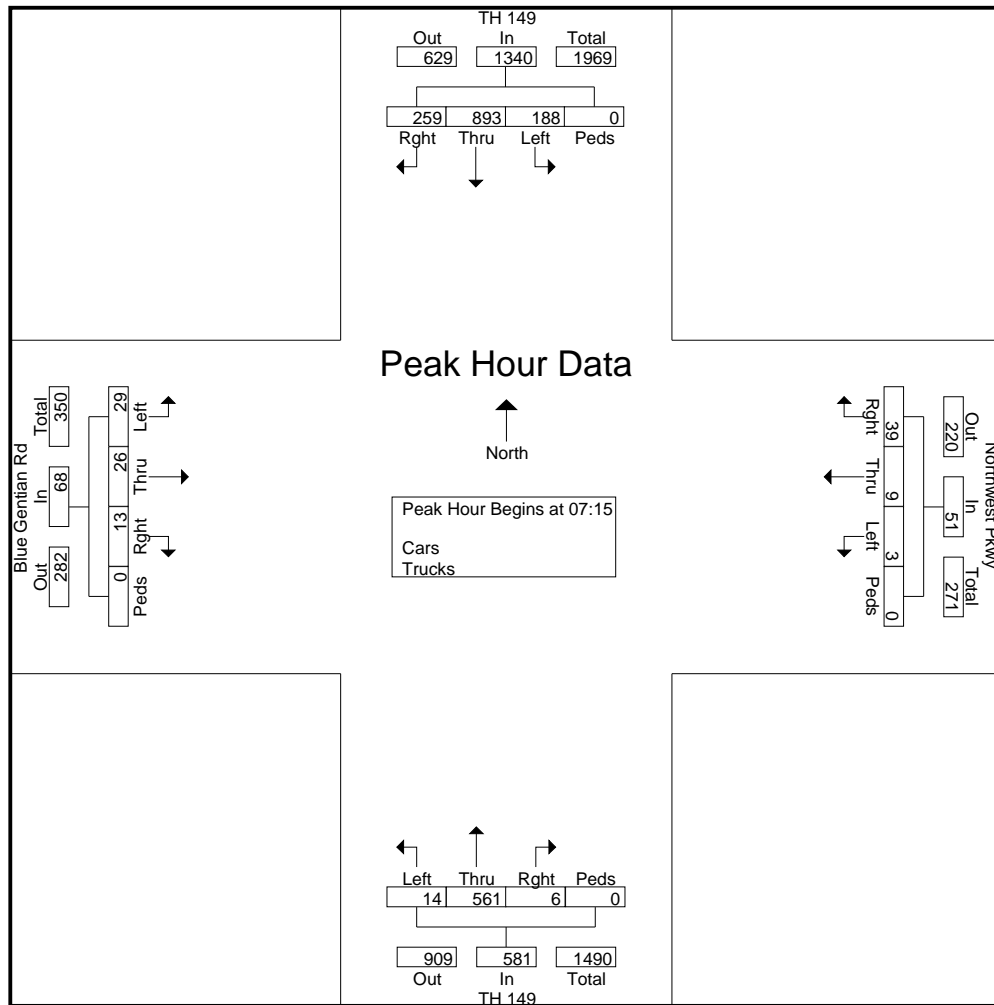 TH 149
Out In Total
629 1340 1969
259 893 188 0
Rght Thru Left Peds
Peak Hour Data
North
Peak Hour Begins at 07:15
Cars
Trucks
Blue Gentian Rd
Out In Total
282 68 350
29 26 13 0
Left Thru Rght Peds
Northwest Pkwy
Out In Total
220 51 271
39 9 3 0
Rght Thru Left Peds
Left Thru Rght Peds
14 561 6 0
909 581 1490
Out In Total
TH 149